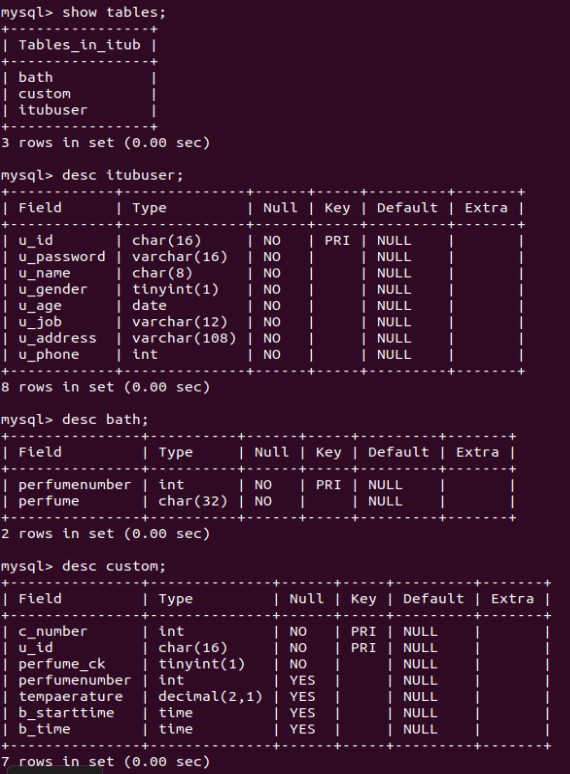 mysql> show tables;
+----------------+
| Tables_in_itub |
+----------------+
| bath           |
| custom         |
| itubuser       |
+----------------+
3 rows in set (0.00 sec)

mysql> desc itubuser;
+------------+--------------+------+-----+---------+-------+
| Field      | Type         | Null | Key | Default | Extra |
+------------+--------------+------+-----+---------+-------+
| u_id       | char(16)     | NO   | PRI | NULL    |       |
| u_password | varchar(16)  | NO   |     | NULL    |       |
| u_name     | char(8)      | NO   |     | NULL    |       |
| u_gender   | tinyint(1)   | NO   |     | NULL    |       |
| u_age      | date         | NO   |     | NULL    |       |
| u_job      | varchar(12)  | NO   |     | NULL    |       |
| u_address  | varchar(108) | NO   |     | NULL    |       |
| u_phone    | int          | NO   |     | NULL    |       |
+------------+--------------+------+-----+---------+-------+
8 rows in set (0.00 sec)

mysql> desc bath;
+---------------+----------+------+-----+---------+-------+
| Field         | Type     | Null | Key | Default | Extra |
+---------------+----------+------+-----+---------+-------+
| perfumenumber | int      | NO   | PRI | NULL    |       |
| perfume       | char(32) | NO   |     | NULL    |       |
+---------------+----------+------+-----+---------+-------+
2 rows in set (0.00 sec)

mysql> desc custom;
+---------------+--------------+------+-----+---------+-------+
| Field         | Type         | Null | Key | Default | Extra |
+---------------+--------------+------+-----+---------+-------+
| c_number      | int          | NO   | PRI | NULL    |       |
| u_id          | char(16)     | NO   | PRI | NULL    |       |
| perfume_ck    | tinyint(1)   | NO   |     | NULL    |       |
| perfumenumber | int          | YES  |     | NULL    |       |
| tempaerature  | decimal(2,1) | YES  |     | NULL    |       |
| b_starttime   | time         | YES  |     | NULL    |       |
| b_time        | time         | YES  |     | NULL    |       |
+---------------+--------------+------+-----+---------+-------+
7 rows in set (0.00 sec)